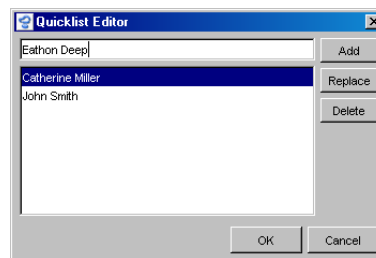 Quicklist Editor
Eathon Deep
Add
Catherine Miller
John Smith
Replace
Delete
OK
Cancel